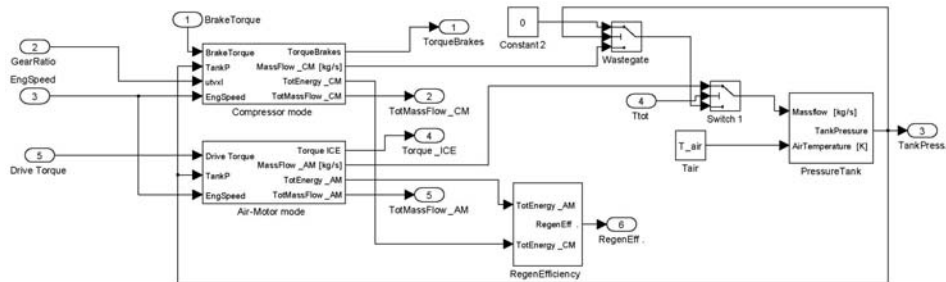 1
BrakeTorque
2
GearRatio
EngSpeed
3
BrakeTorque
TankP
utvxl
EngSpeed
TorqueBrakes
MassFlow _CM [kg/s]
TotEnergy _CM
TotMassFlow _CM
Compressor mode
1
TorqueBrakes
2
TotMassFlow _CM
4
Torque _ICE
5
Drive Torque
Drive Torque
TankP
EngSpeed
Torque ICE
MassFlow _AM [kg/s]
TotEnergy _AM
TotMassFlow _AM
Air-Motor mode
5
TotMassFlow _AM
TotEnergy _AM
RegenEff .
TotEnergy _CM
RegenEfficiency
6
RegenEff .
0
Constant 2
Wastegate
4
Ttot
Switch 1
T_air
Tair
Massflow [kg/s]
TankPressure
AirTemperature [K]
PressureTank
3
TankPress.